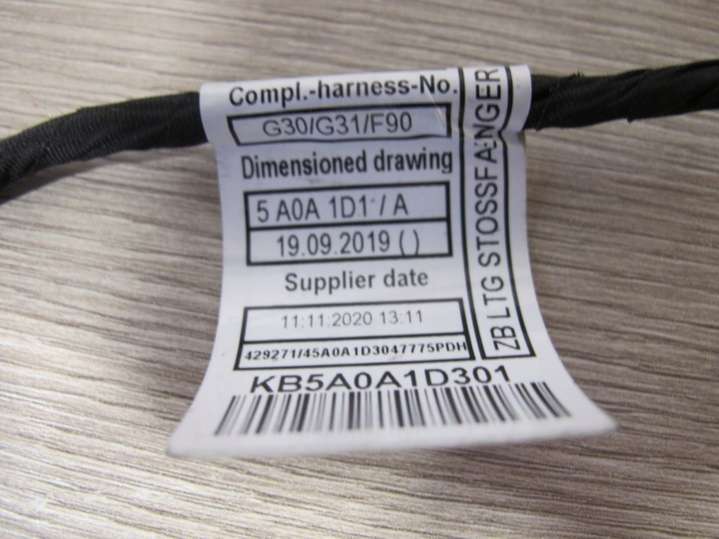 Compl.-harness-No.
G30/G31/F90
Dimensioned drawing
5 A0A 1D1 / A
19.09.2019 ( )
Supplier date
11.11.2020 13:11
429271/45A0A1D3047775PDH
KB5A0A1D301
ZB LTG STOSSFÄNGER